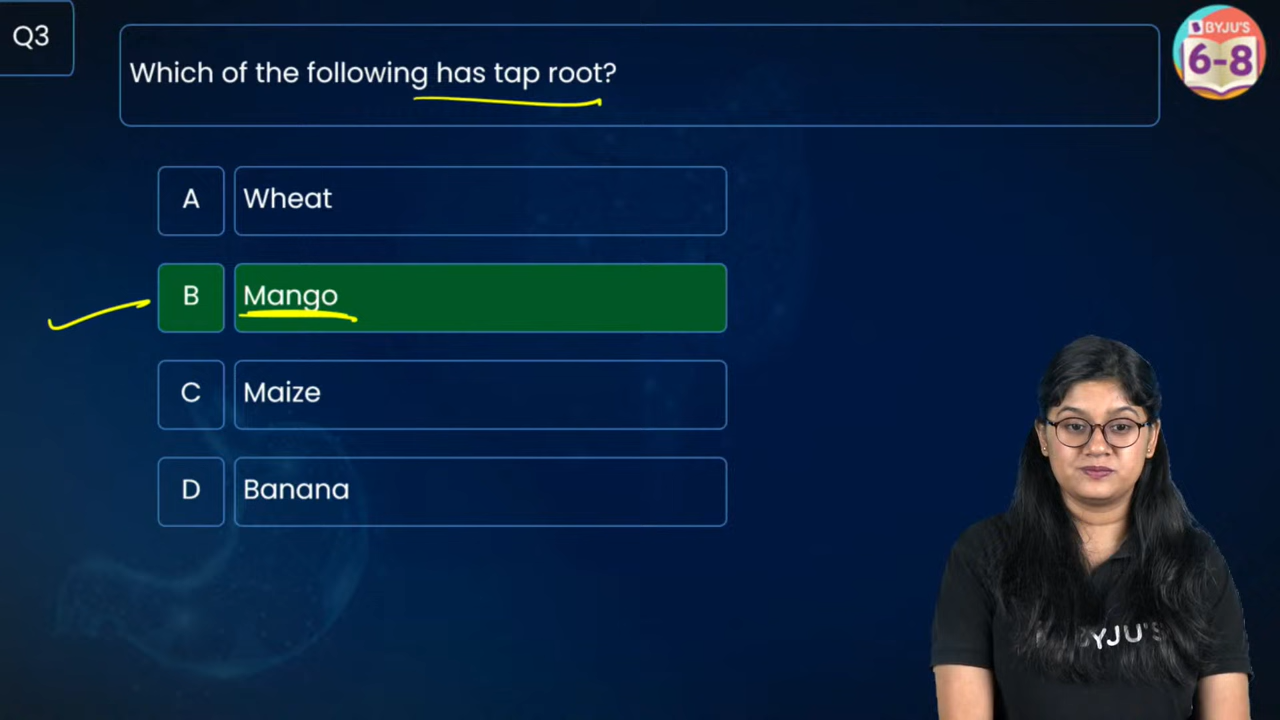 Q3
Which of the following has tap root?
BYJU'S
6-8
A
Wheat
B
Mango
C
Maize
D
Banana
BYJU'S